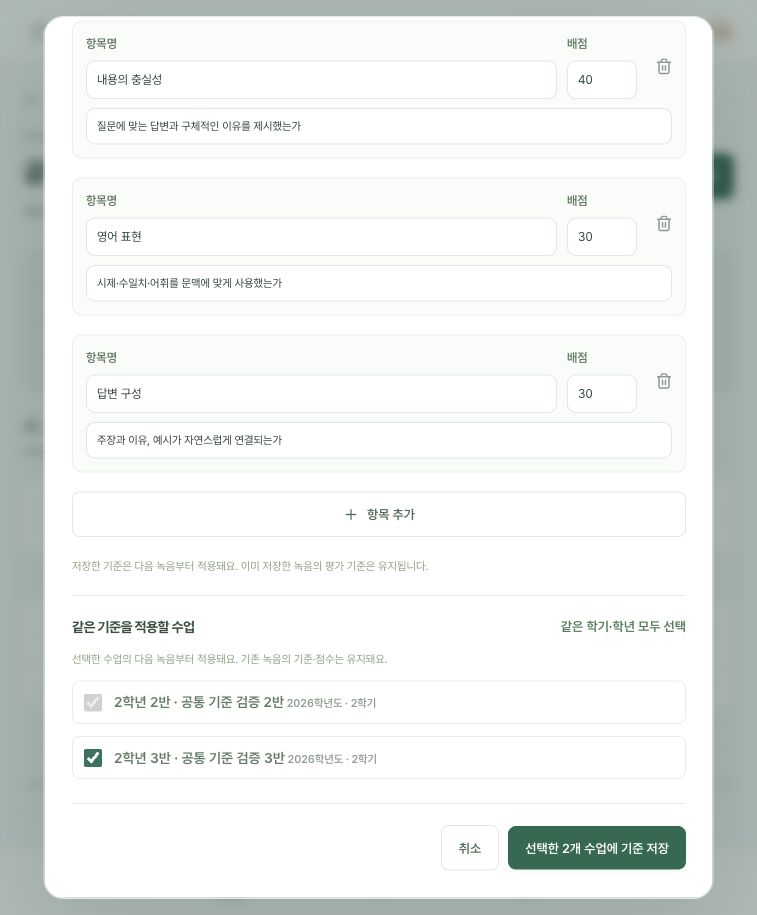 항목명 배점
내용의 충실성 40
질문에 맞는 답변과 구체적인 이유를 제시했는가
항목명 배점
영어 표현 30
시제·수일치·어휘를 문맥에 맞게 사용했는가
항목명 배점
답변 구성 30
주장과 이유, 예시가 자연스럽게 연결되는가
+ 항목 추가
저장한 기준은 다음 녹음부터 적용돼요. 이미 저장한 녹음의 평가 기준은 유지됩니다.
같은 기준을 적용할 수업 같은 학기·학년 모두 선택
선택한 수업의 다음 녹음부터 적용돼요. 기존 녹음의 기준·점수는 유지돼요.
2학년 2반 · 공통 기준 검증 2반 2026학년도 · 2학기
2학년 3반 · 공통 기준 검증 3반 2026학년도 · 2학기
취소 선택한 2개 수업에 기준 저장